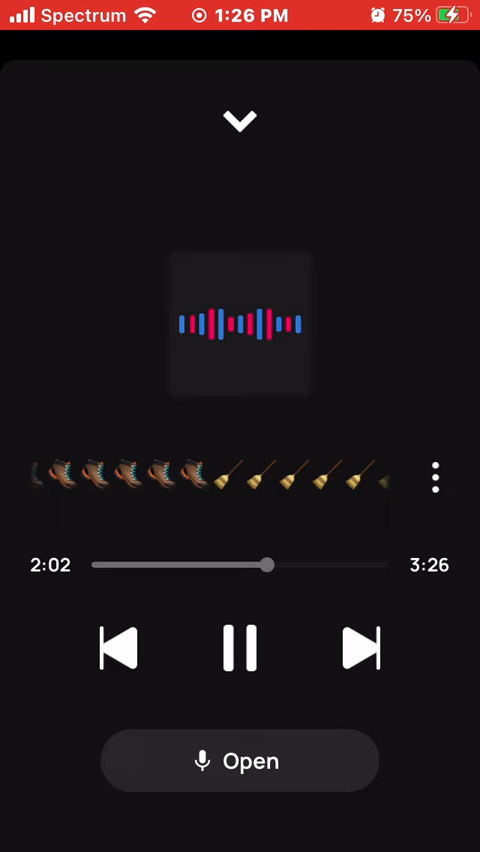 Spectrum 1:26 PM 75%
🥾🥾🥾🥾🥾🧹🧹🧹🧹🧹
2:02 3:26
Open